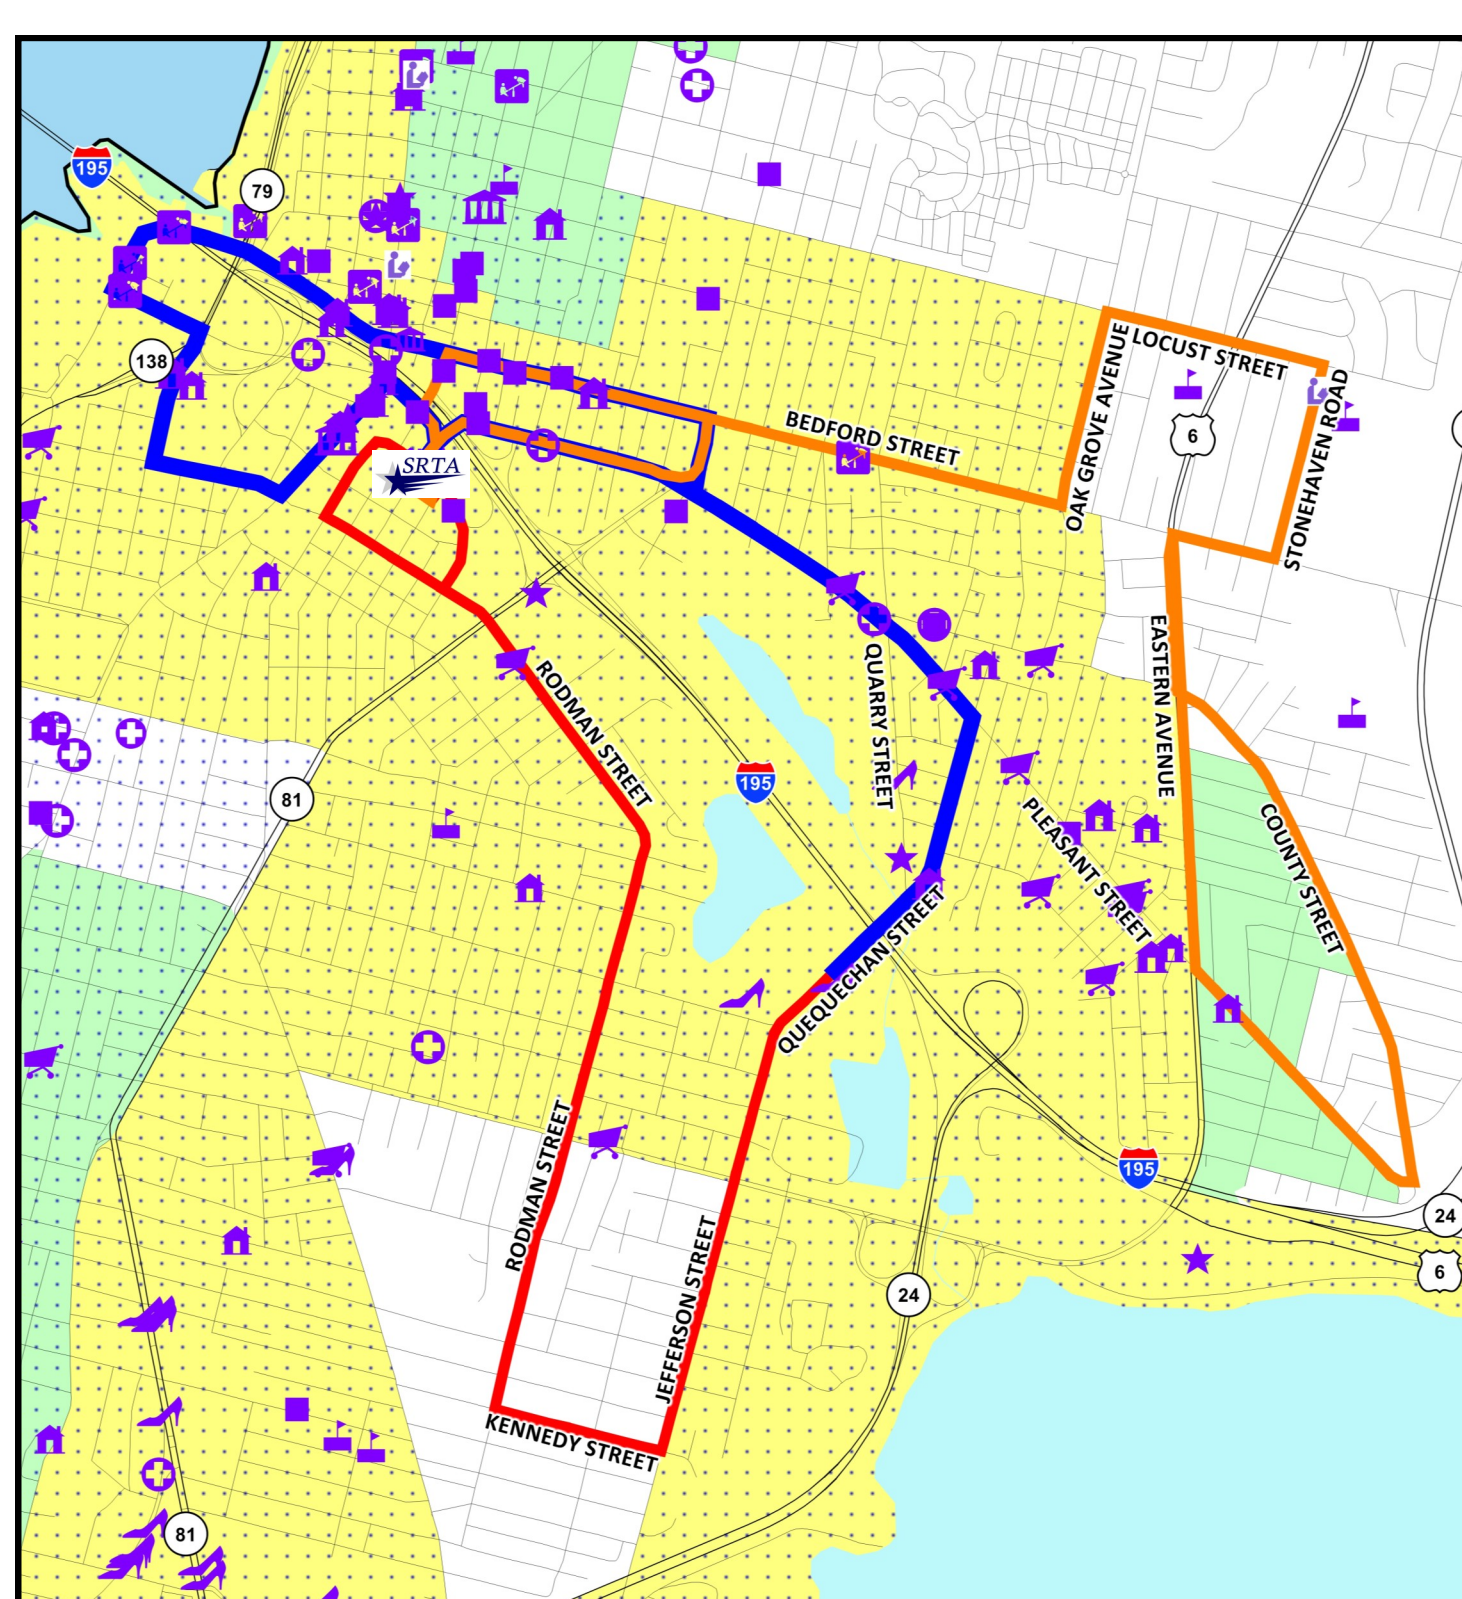 195
79
138
LOCUST STREET
OAK GROVE AVENUE
STONEHAVEN ROAD
BEDFORD STREET
6
SRTA
EASTERN AVENUE
QUARRY STREET
RODMAN STREET
195
81
PLEASANT STREET
COUNTY STREET
QUEQUECHAN STREET
RODMAN STREET
195
24
6
24
JEFFERSON STREET
KENNEDY STREET
81